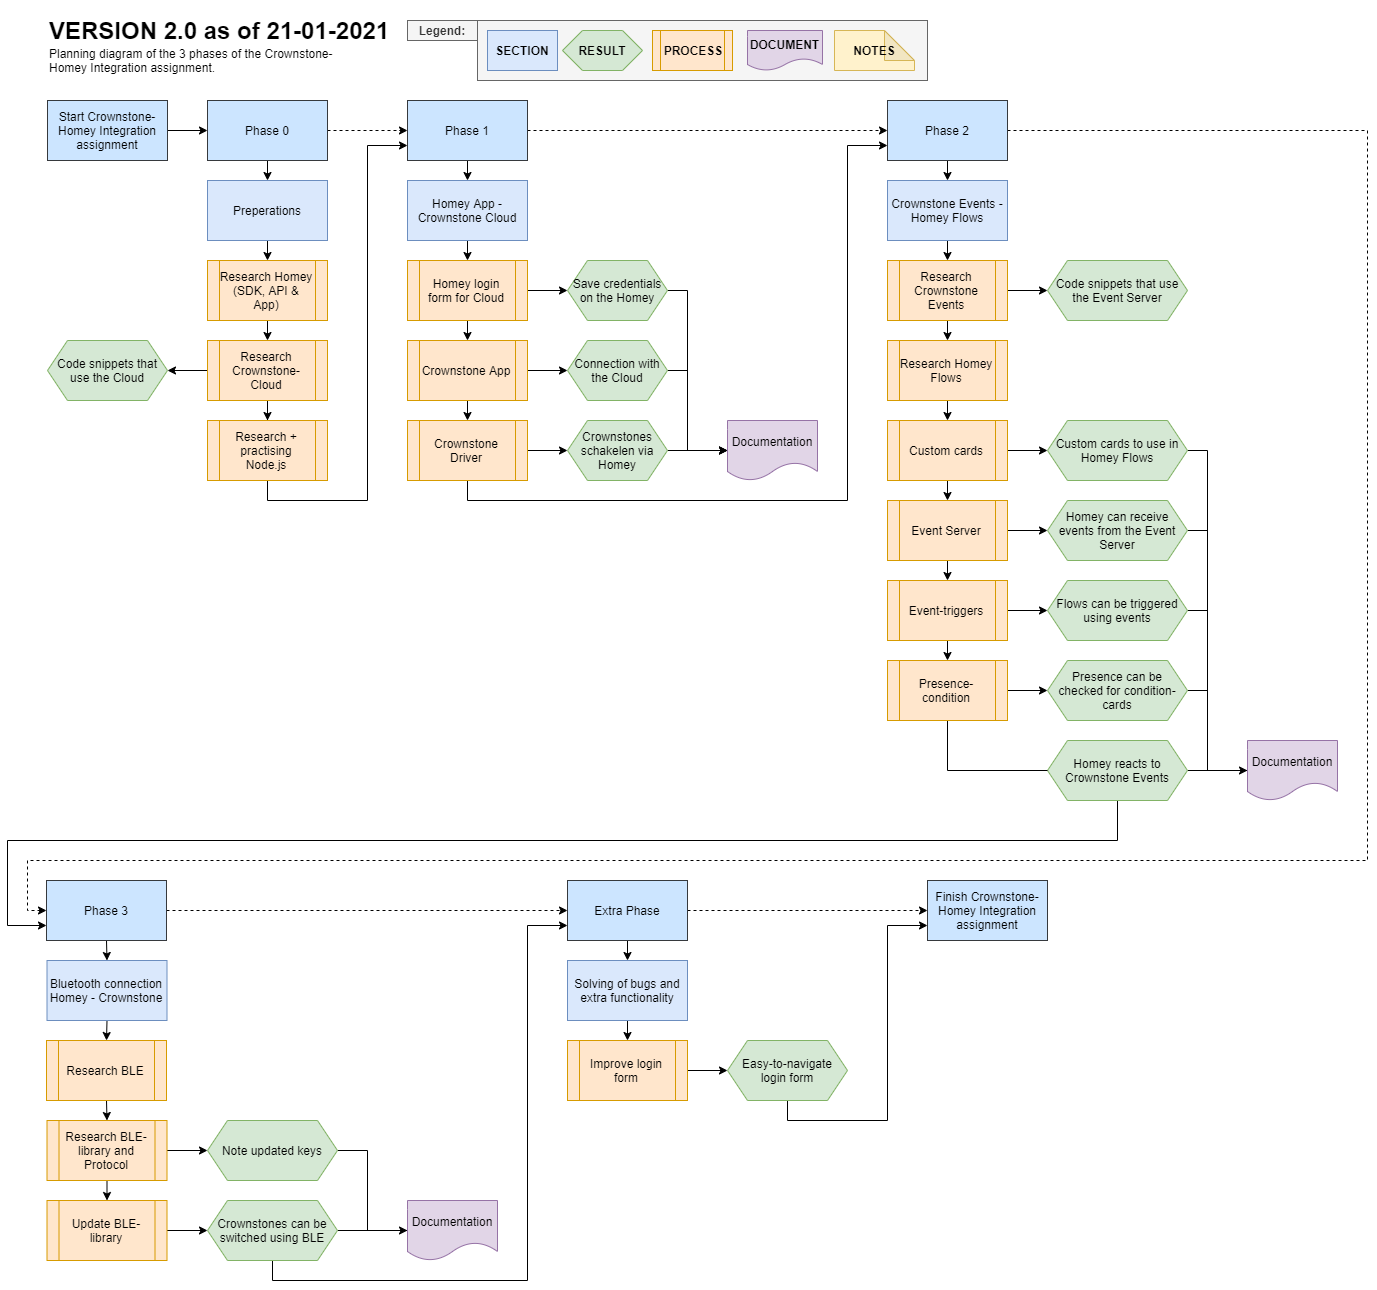 VERSION 2.0 as of 21-01-2021
Planning diagram of the 3 phases of the Crownstone-
Homey Integration assignment.
Legend:
SECTION
RESULT
PROCESS
DOCUMENT
NOTES
Start Crownstone-
Homey Integration
assignment
Phase 0
Phase 1
Phase 2
Preperations
Homey App -
Crownstone Cloud
Crownstone Events -
Homey Flows
Research Homey
(SDK, API &
App)
Homey login
form for Cloud
Save credentials
on the Homey
Research
Crownstone
Events
Code snippets that use
the Event Server
Code snippets that
use the Cloud
Research
Crownstone-
Cloud
Crownstone App
Connection with
the Cloud
Research Homey
Flows
Research +
practising
Node.js
Crownstone
Driver
Crownstones
schakelen via
Homey
Documentation
Custom cards
Custom cards to use in
Homey Flows
Event Server
Homey can receive
events from the Event
Server
Event-triggers
Flows can be triggered
using events
Presence-
condition
Presence can be
checked for condition-
cards
Homey reacts to
Crownstone Events
Documentation
Phase 3
Extra Phase
Finish Crownstone-
Homey Integration
assignment
Bluetooth connection
Homey - Crownstone
Solving of bugs and
extra functionality
Research BLE
Improve login
form
Easy-to-navigate
login form
Research BLE-
library and
Protocol
Note updated keys
Update BLE-
library
Crownstones can be
switched using BLE
Documentation